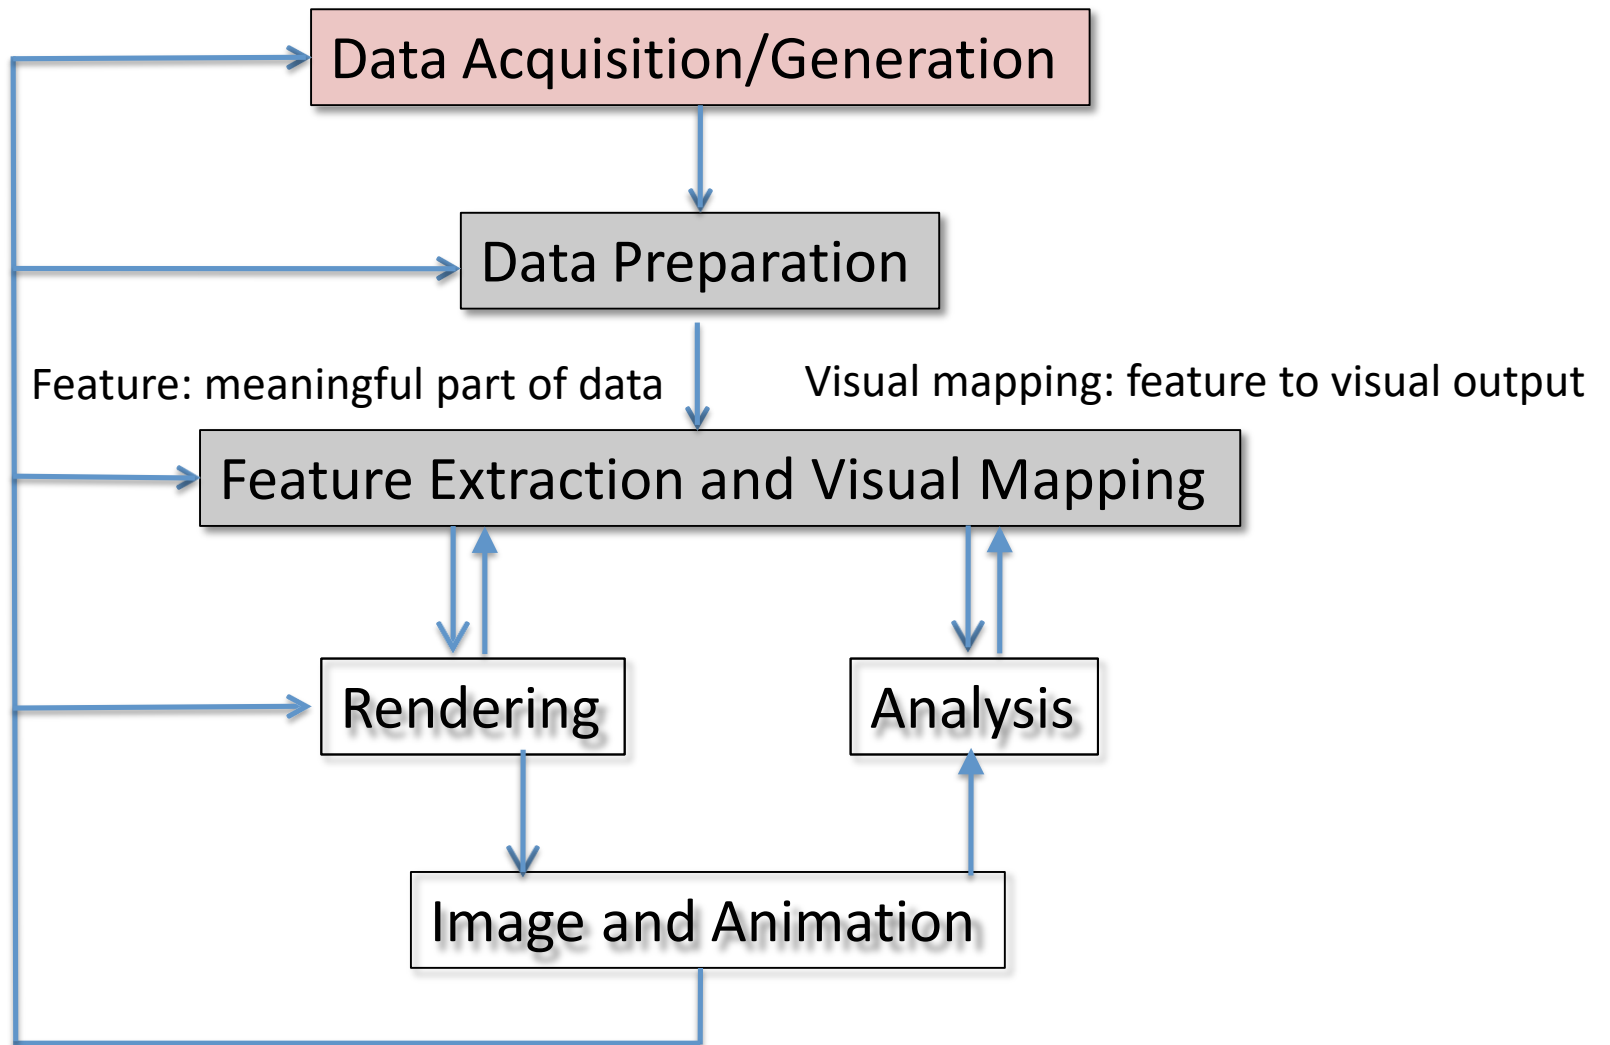 Data Acquisition/Generation
Data Preparation
Feature: meaningful part of data
Visual mapping: feature to visual output
Feature Extraction and Visual Mapping
Rendering
Analysis
Image and Animation